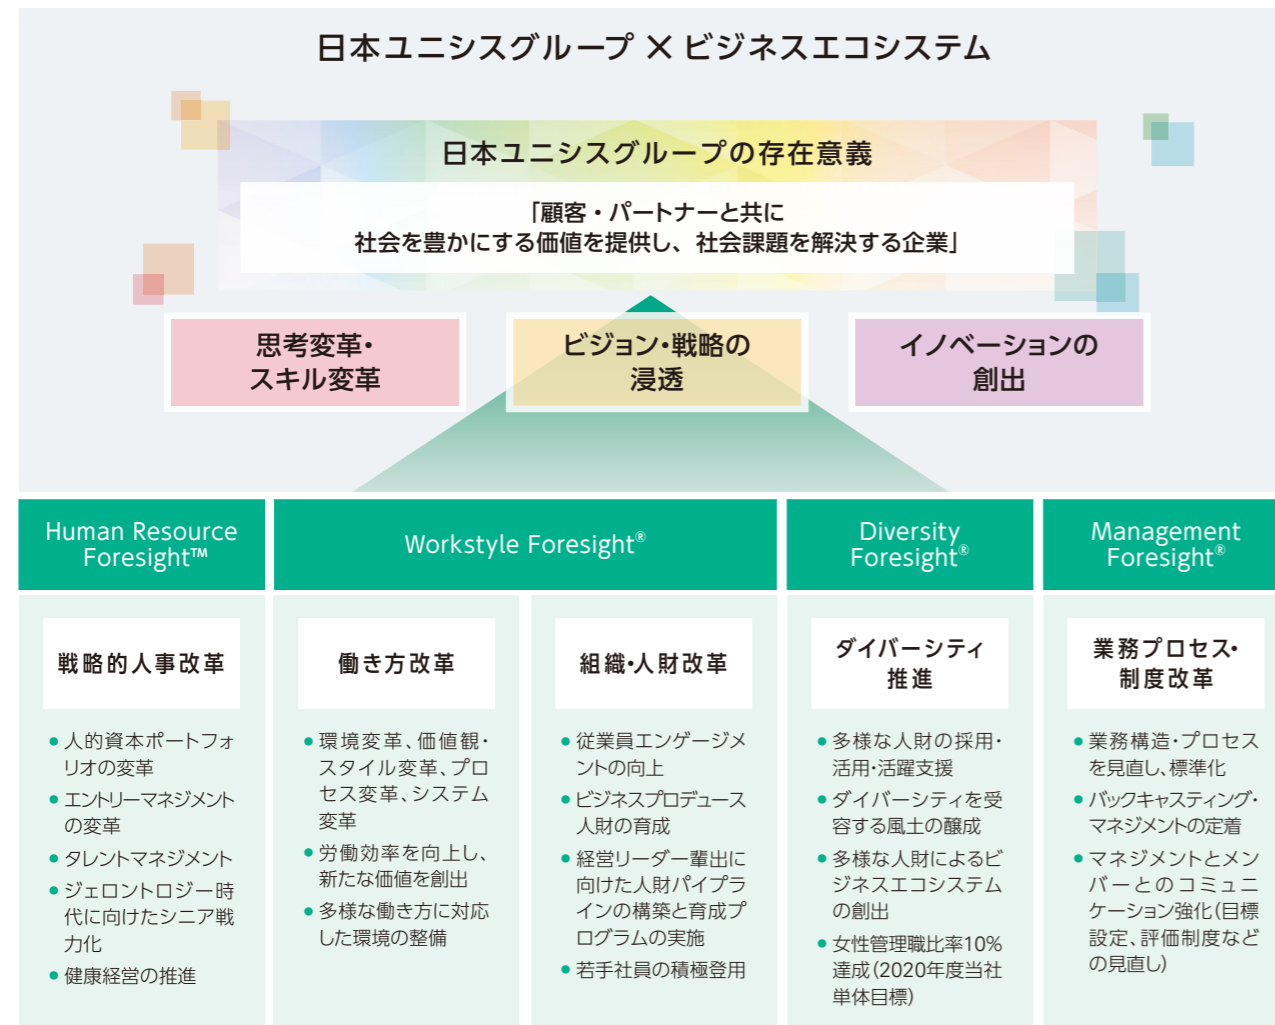 日本ユニシスグループ × ビジネスエコシステム
日本ユニシスグループの存在意義
「顧客・パートナーと共に
社会を豊かにする価値を提供し、社会課題を解決する企業」
思考変革・
スキル変革
ビジョン・戦略の
浸透
イノベーションの
創出
Human Resource
Foresight™
Workstyle Foresight®
Diversity
Foresight®
Management
Foresight®
戦略的人事改革
●人的資本ポートフォ
リオの変革
●エントリーマネジメント
の変革
●タレントマネジメント
●ジェロントロジー時
代に向けたシニア戦
力化
●健康経営の推進
働き方改革
●環境変革、価値観・
スタイル変革、プロ
セス変革、システム
変革
●労働効率を向上し、
新たな価値を創出
●多様な働き方に対応
した環境の整備
組織・人財改革
●従業員エンゲージメ
ントの向上
●ビジネスプロデュース
人財の育成
●経営リーダー輩出に
向けた人財パイプラ
インの構築と育成プ
ログラムの実施
●若手社員の積極登用
ダイバーシティ
推進
●多様な人財の採用・
活用・活躍支援
●ダイバーシティを受
容する風土の醸成
●多様な人財によるビ
ジネスエコシステム
の創出
●女性管理職比率10%
達成（2020年度当社
単体目標）
業務プロセス・
制度改革
●業務構造・プロセス
を見直し、標準化
●バックキャスティング・
マネジメントの定着
●マネジメントとメン
バーとのコミュニ
ケーション強化（目標
設定、評価制度など
の見直し）